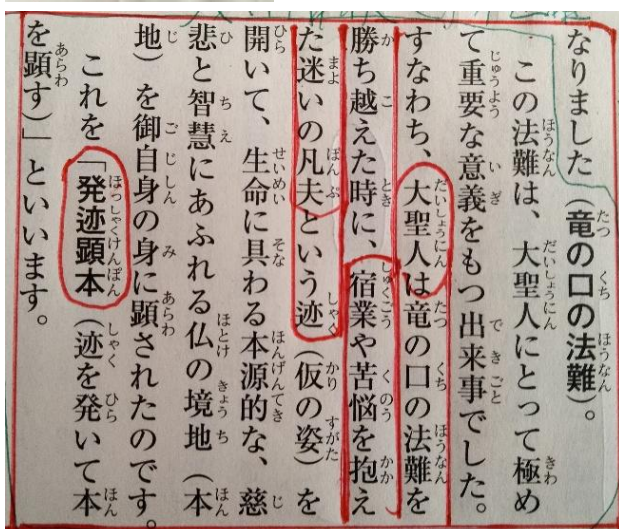 なりました（竜の口の法難）。
この法難は、大聖人にとって極め
て重要な意義をもつ出来事でした。
すなわち、大聖人は竜の口の法難を
勝ち越えた時に、宿業や苦悩を抱え
た迷いの凡夫という迹（仮の姿）を
開いて、生命に具わる本源的な、慈
悲と智慧にあふれる仏の境地（本
地）を御自身の身に顕されたのです。
これを「発迹顕本（迹を発いて本
を顕す）」といいます。